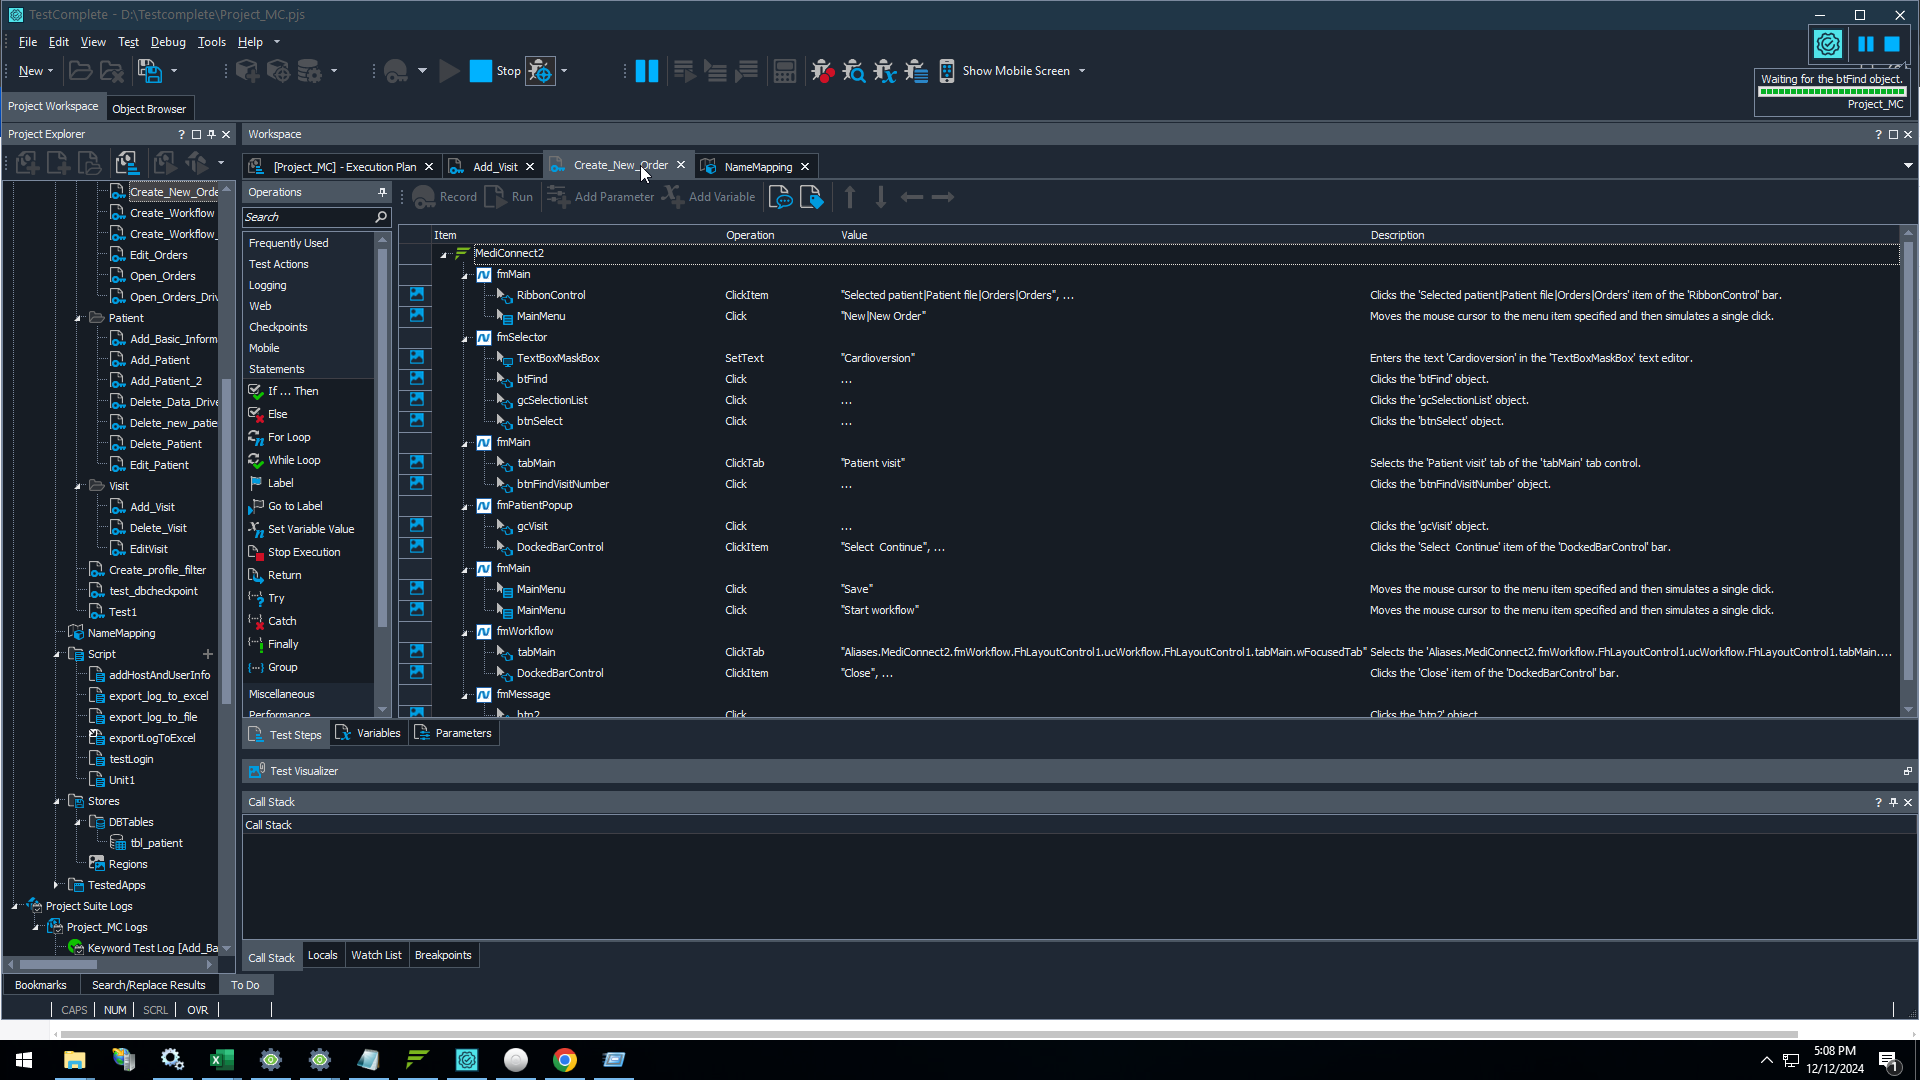 TestComplete - D:\Testcomplete\Project_MC.pjs
File Edit View Test Debug Tools Help
New Stop Show Mobile Screen
Waiting for the btFind object.
Project_MC
Project Workspace Object Browser
Project Explorer
Workspace
[Project_MC] - Execution Plan Add_Visit Create_New_Order NameMapping
Create_New_Orde
Create_Workflow
Create_Workflow_
Edit_Orders
Open_Orders
Open_Orders_Driv
Patient
Add_Basic_Inform
Add_Patient
Add_Patient_2
Delete_Data_Drive
Delete_new_patie
Delete_Patient
Edit_Patient
Visit
Add_Visit
Delete_Visit
EditVisit
Create_profile_filter
test_dbcheckpoint
Test1
NameMapping
Script
addHostAndUserInfo
export_log_to_excel
export_log_to_file
exportLogToExcel
testLogin
Unit1
Stores
DBTables
tbl_patient
Regions
TestedApps
Project Suite Logs
Project_MC Logs
Keyword Test Log [Add_Ba
Operations
Search
Frequently Used
Test Actions
Logging
Web
Checkpoints
Mobile
Statements
If ... Then
Else
For Loop
While Loop
Label
Go to Label
Set Variable Value
Stop Execution
Return
Try
Catch
Finally
Group
Miscellaneous
Performance
Record Run Add Parameter Add Variable
Item Operation Value Description
MediConnect2
fmMain
RibbonControl ClickItem "Selected patient|Patient file|Orders|Orders", ... Clicks the 'Selected patient|Patient file|Orders|Orders' item of the 'RibbonControl' bar.
MainMenu Click "New|New Order" Moves the mouse cursor to the menu item specified and then simulates a single click.
fmSelector
TextBoxMaskBox SetText "Cardioversion" Enters the text 'Cardioversion' in the 'TextBoxMaskBox' text editor.
btFind Click ... Clicks the 'btFind' object.
gcSelectionList Click ... Clicks the 'gcSelectionList' object.
btnSelect Click ... Clicks the 'btnSelect' object.
fmMain
tabMain ClickTab "Patient visit" Selects the 'Patient visit' tab of the 'tabMain' tab control.
btnFindVisitNumber Click ... Clicks the 'btnFindVisitNumber' object.
fmPatientPopup
gcVisit Click ... Clicks the 'gcVisit' object.
DockedBarControl ClickItem "Select  Continue", ... Clicks the 'Select  Continue' item of the 'DockedBarControl' bar.
fmMain
MainMenu Click "Save" Moves the mouse cursor to the menu item specified and then simulates a single click.
MainMenu Click "Start workflow" Moves the mouse cursor to the menu item specified and then simulates a single click.
fmWorkflow
tabMain ClickTab "Aliases.MediConnect2.fmWorkflow.FhLayoutControl1.ucWorkflow.FhLayoutControl1.tabMain.wFocusedTab" Selects the 'Aliases.MediConnect2.fmWorkflow.FhLayoutControl1.ucWorkflow.FhLayoutControl1.tabMain....
DockedBarControl ClickItem "Close", ... Clicks the 'Close' item of the 'DockedBarControl' bar.
fmMessage
btn2 Click Clicks the 'btn2' object
Test Steps Variables Parameters
Test Visualizer
Call Stack
Call Stack
Call Stack Locals Watch List Breakpoints
Bookmarks Search/Replace Results To Do
CAPS NUM SCRL OVR
5:08 PM
12/12/2024
1